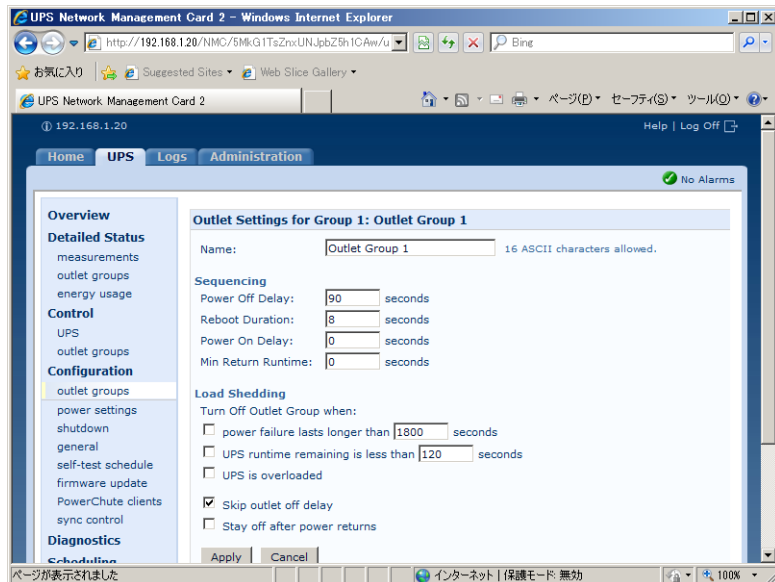 UPS Network Management Card 2 - Windows Internet Explorer
http://192.168.1.20/NMC/5MkG1TsZnxUNJpbZ5h1CAw/u
Bing
お気に入り Suggested Sites Web Slice Gallery
UPS Network Management Card 2
ページ(P) セーフティ(S) ツール(O)
192.168.1.20
Help | Log Off
Home UPS Logs Administration
No Alarms
Overview
Detailed Status
measurements
outlet groups
energy usage
Control
UPS
outlet groups
Configuration
outlet groups
power settings
shutdown
general
self-test schedule
firmware update
PowerChute clients
sync control
Diagnostics
Scheduling
Outlet Settings for Group 1: Outlet Group 1
Name: Outlet Group 1 16 ASCII characters allowed.
Sequencing
Power Off Delay: 90 seconds
Reboot Duration: 8 seconds
Power On Delay: 0 seconds
Min Return Runtime: 0 seconds
Load Shedding
Turn Off Outlet Group when:
power failure lasts longer than 1800 seconds
UPS runtime remaining is less than 120 seconds
UPS is overloaded
Skip outlet off delay
Stay off after power returns
Apply Cancel
ページが表示されました
インターネット | 保護モード: 無効
100%